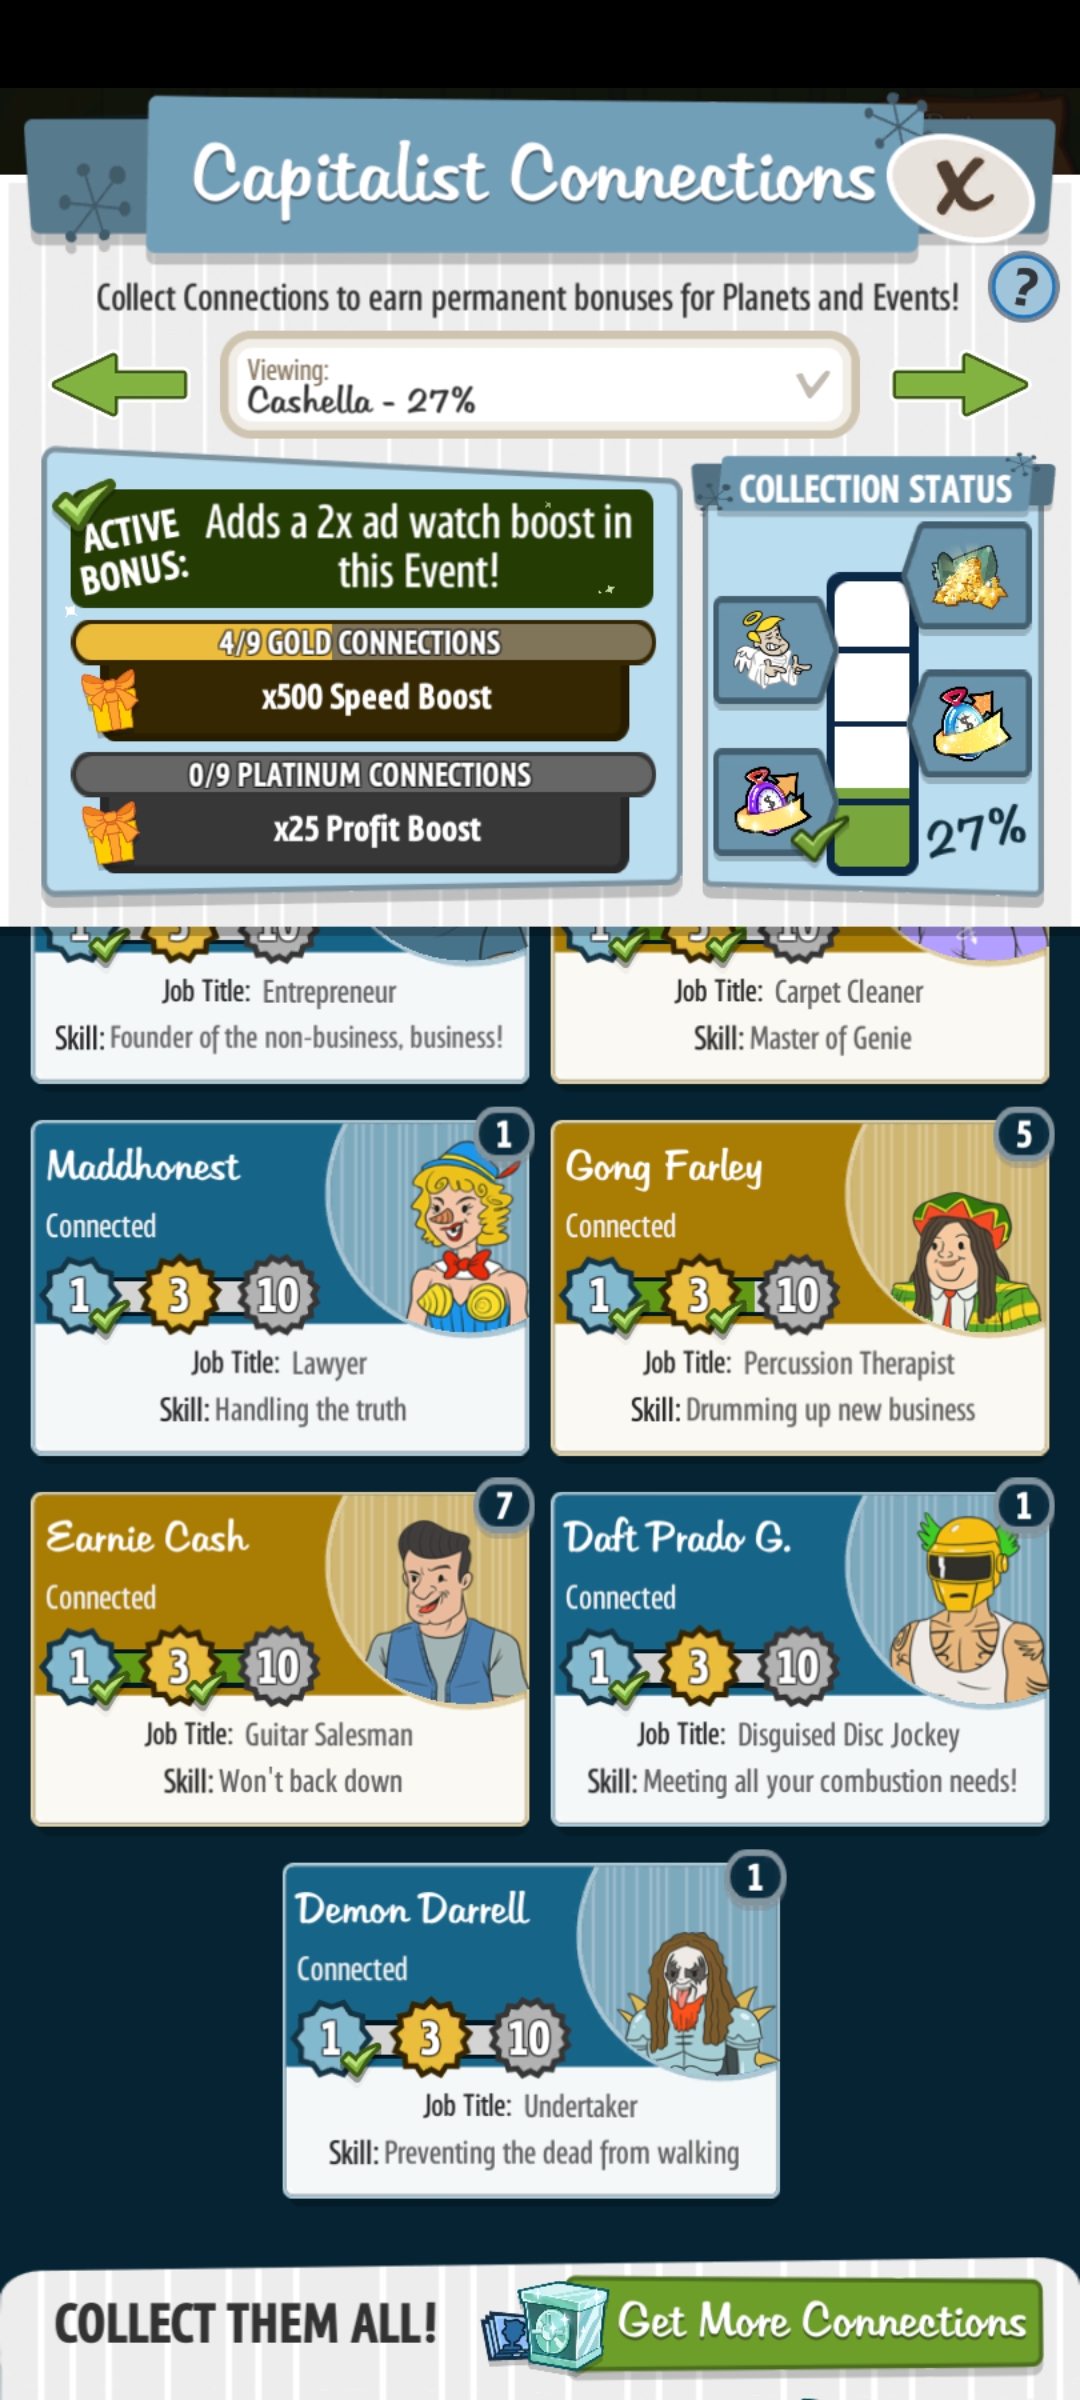 Capitalist Connections
X
Collect Connections to earn permanent bonuses for Planets and Events!
?
Viewing:
Cashella - 27%
ACTIVE BONUS:
Adds a 2x ad watch boost in
this Event!
4/9 GOLD CONNECTIONS
x500 Speed Boost
0/9 PLATINUM CONNECTIONS
x25 Profit Boost
COLLECTION STATUS
27%
1 10
Job Title: Entrepreneur
Skill: Founder of the non-business, business!
1 3 10
Job Title: Carpet Cleaner
Skill: Master of Genie
1
Maddhonest
Connected
1 3 10
Job Title: Lawyer
Skill: Handling the truth
5
Gong Farley
Connected
1 3 10
Job Title: Percussion Therapist
Skill: Drumming up new business
7
Earnie Cash
Connected
1 3 10
Job Title: Guitar Salesman
Skill: Won't back down
1
Daft Prado G.
Connected
1 3 10
Job Title: Disguised Disc Jockey
Skill: Meeting all your combustion needs!
1
Demon Darrell
Connected
1 3 10
Job Title: Undertaker
Skill: Preventing the dead from walking
COLLECT THEM ALL!
Get More Connections